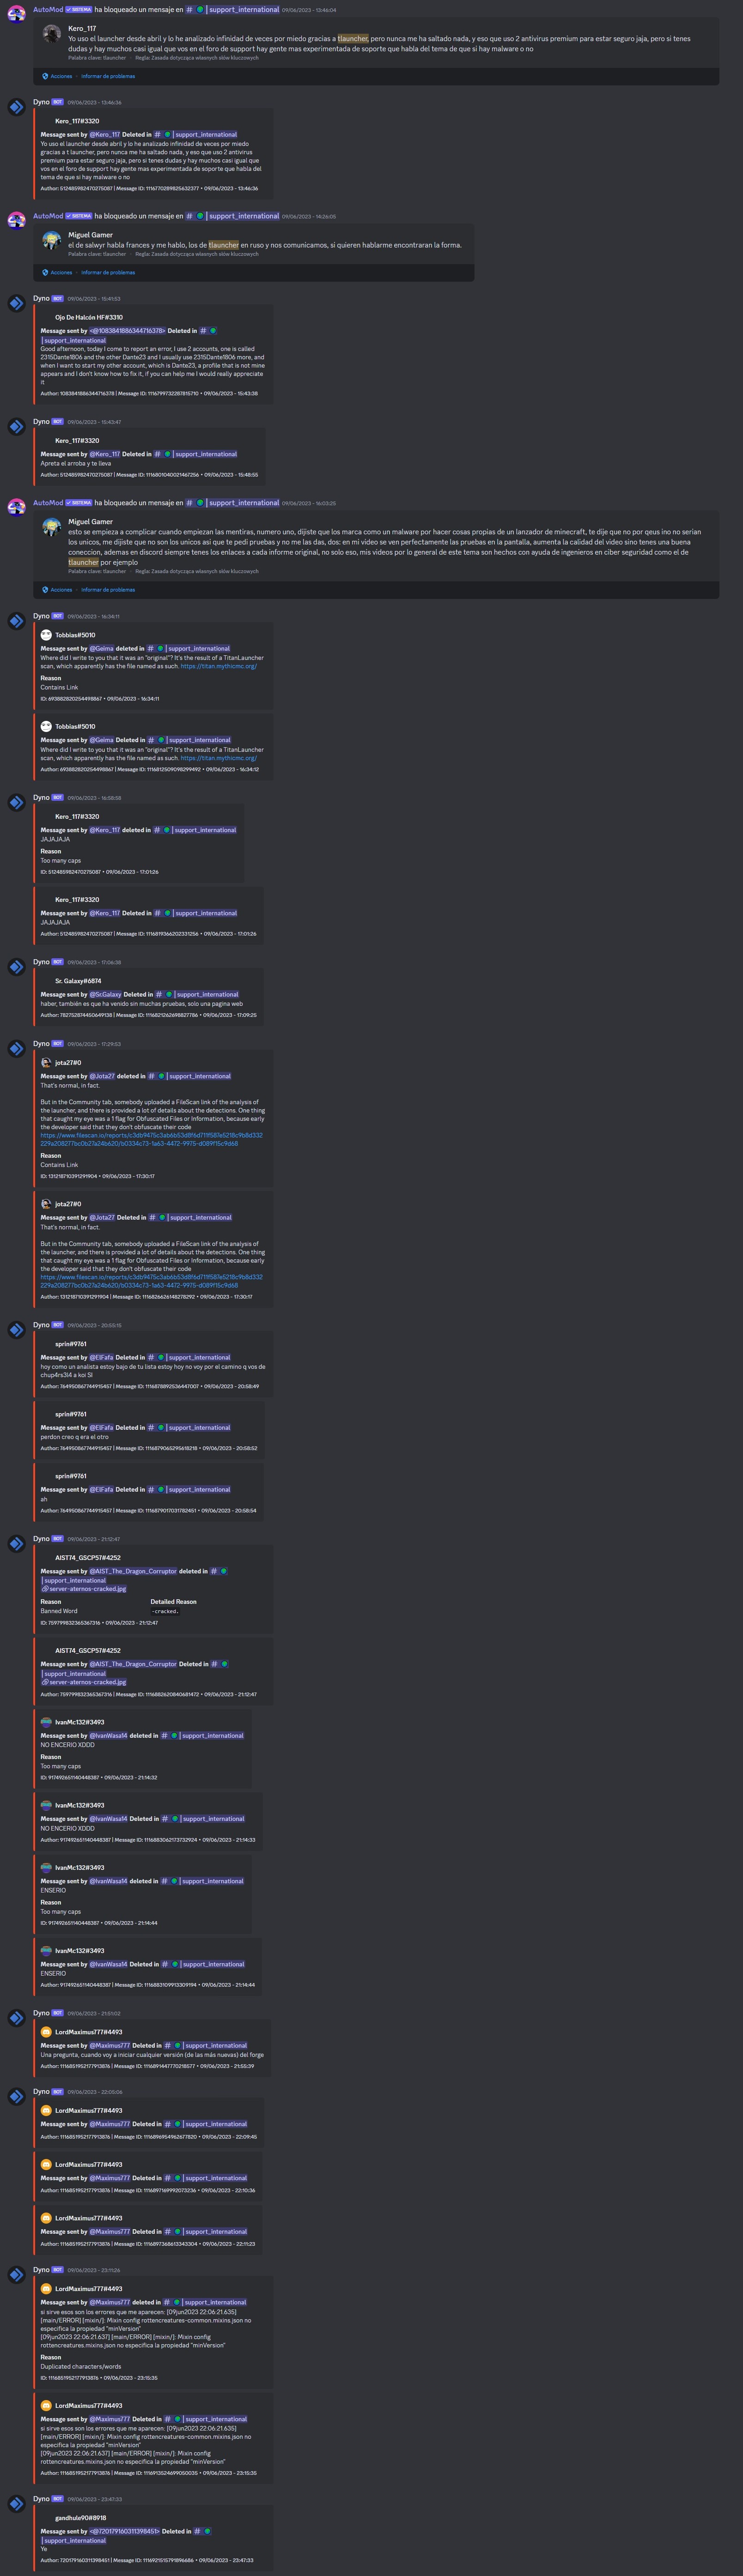 AutoMod ✓ SISTEMA ha bloqueado un mensaje en # | support_international 09/06/2023 - 13:46:04
Kero_117
Yo uso el launcher desde abril y lo he analizado infinidad de veces por miedo gracias a tlauncher, pero nunca me ha saltado nada, y eso que uso 2 antivirus premium para estar seguro jaja, pero si tenes
dudas y hay muchos casi igual que vos en el foro de support hay gente mas experimentada de soporte que habla del tema de que si hay malware o no
Palabra clave: tlauncher • Regla: Zasada dotycząca własnych słów kluczowych
Acciones • Informar de problemas
Dyno BOT 09/06/2023 - 13:46:36
Kero_117#3320
Message sent by @Kero_117 Deleted in # | support_international
Yo uso el launcher desde abril y lo he analizado infinidad de veces por miedo
gracias a t launcher, pero nunca me ha saltado nada, y eso que uso 2 antivirus
premium para estar seguro jaja, pero si tenes dudas y hay muchos casi igual que
vos en el foro de support hay gente mas experimentada de soporte que habla del
tema de que si hay malware o no
Author: 512485982470275087 | Message ID: 1116770289825632377 • 09/06/2023 - 13:46:36
AutoMod ✓ SISTEMA ha bloqueado un mensaje en # | support_international 09/06/2023 - 14:26:05
Miguel Gamer
el de salwyr habla frances y me hablo, los de tlauncher en ruso y nos comunicamos, si quieren hablarme encontraran la forma.
Palabra clave: tlauncher • Regla: Zasada dotycząca własnych słów kluczowych
Acciones • Informar de problemas
Dyno BOT 09/06/2023 - 15:41:53
Ojo De Halcón HF#3310
Message sent by <@1083841886344716378> Deleted in #
| support_international
Good afternoon, today I come to report an error, I use 2 accounts, one is called
2315Dante1806 and the other Dante23 and I usually use 2315Dante1806 more, and
when I want to start my other account, which is Dante23, a profile that is not mine
appears and I don't know how to fix it, if you can help me I would really appreciate
it
Author: 1083841886344716378 | Message ID: 1116799732287815710 • 09/06/2023 - 15:43:38
Dyno BOT 09/06/2023 - 15:43:47
Kero_117#3320
Message sent by @Kero_117 Deleted in # | support_international
Apreta el arroba y te lleva
Author: 512485982470275087 | Message ID: 1116801040021467256 • 09/06/2023 - 15:48:55
AutoMod ✓ SISTEMA ha bloqueado un mensaje en # | support_international 09/06/2023 - 16:03:25
Miguel Gamer
esto se empieza a complicar cuando empiezan las mentiras, numero uno, dijiste que los marca como un malware por hacer cosas propias de un lanzador de minecraft, te dije que no por qeus ino no serian
los unicos, me dijiste que no son los unicos asi que te pedi pruebas y no me las das, dos: en mi video se ven perfectamente las pruebas en la pantalla, aumenta la calidad del video sino tenes una buena
coneccion, ademas en discord siempre tenes los enlaces a cada informe original, no solo eso, mis videos por lo general de este tema son hechos con ayuda de ingenieros en ciber seguridad como el de
tlauncher por ejemplo
Palabra clave: tlauncher • Regla: Zasada dotycząca własnych słów kluczowych
Acciones • Informar de problemas
Dyno BOT 09/06/2023 - 16:34:11
Tobbias#5010
Message sent by @Geima deleted in # | support_international
Where did I write to you that it was an "original"? It's the result of a TitanLauncher
scan, which apparently has the file named as such. https://titan.mythicmc.org/
Reason
Contains Link
ID: 693882820254498867 • 09/06/2023 - 16:34:11
Tobbias#5010
Message sent by @Geima Deleted in # | support_international
Where did I write to you that it was an "original"? It's the result of a TitanLauncher
scan, which apparently has the file named as such. https://titan.mythicmc.org/
Author: 693882820254498867 | Message ID: 1116812509098299492 • 09/06/2023 - 16:34:12
Dyno BOT 09/06/2023 - 16:58:58
Kero_117#3320
Message sent by @Kero_117 deleted in # | support_international
JAJAJAJA
Reason
Too many caps
ID: 512485982470275087 • 09/06/2023 - 17:01:26
Kero_117#3320
Message sent by @Kero_117 Deleted in # | support_international
JAJAJAJA
Author: 512485982470275087 | Message ID: 1116819366202331256 • 09/06/2023 - 17:01:26
Dyno BOT 09/06/2023 - 17:06:38
Sr. Galaxy#6874
Message sent by @Sr.Galaxy Deleted in # | support_international
haber, también es que ha venido sin muchas pruebas, solo una pagina web
Author: 782752874450649138 | Message ID: 1116821262698827786 • 09/06/2023 - 17:09:25
Dyno BOT 09/06/2023 - 17:29:53
jota27#0
Message sent by @Jota27 deleted in # | support_international
That's normal, in fact.
But in the Community tab, somebody uploaded a FileScan link of the analysis of
the launcher, and there is provided a lot of details about the detections. One thing
that caught my eye was a 1 flag for Obfuscated Files or Information, because early
the developer said that they don't obfuscate their code
https://www.filescan.io/reports/c3db9475c3ab6b53d8f6d711f587e5218c9b8d332
229a208277bc0b27a24b620/b0334c73-1a63-4472-9975-d089f15c9d68
Reason
Contains Link
ID: 131218710391291904 • 09/06/2023 - 17:30:17
jota27#0
Message sent by @Jota27 Deleted in # | support_international
That's normal, in fact.
But in the Community tab, somebody uploaded a FileScan link of the analysis of
the launcher, and there is provided a lot of details about the detections. One thing
that caught my eye was a 1 flag for Obfuscated Files or Information, because early
the developer said that they don't obfuscate their code
https://www.filescan.io/reports/c3db9475c3ab6b53d8f6d711f587e5218c9b8d332
229a208277bc0b27a24b620/b0334c73-1a63-4472-9975-d089f15c9d68
Author: 131218710391291904 | Message ID: 1116826626148278292 • 09/06/2023 - 17:30:17
Dyno BOT 09/06/2023 - 20:55:15
sprin#9761
Message sent by @ElFafa Deleted in # | support_international
hoy como un analista estoy bajo de tu lista estoy hoy no voy por el camino q vos de
chup4rs3l4 a koi SI
Author: 764950867744915457 | Message ID: 1116878892536447007 • 09/06/2023 - 20:58:49
sprin#9761
Message sent by @ElFafa Deleted in # | support_international
perdon creo q era el otro
Author: 764950867744915457 | Message ID: 1116879065295618218 • 09/06/2023 - 20:58:52
sprin#9761
Message sent by @ElFafa Deleted in # | support_international
ah
Author: 764950867744915457 | Message ID: 1116879017031782451 • 09/06/2023 - 20:58:54
Dyno BOT 09/06/2023 - 21:12:47
AIST74_GSCP57#4252
Message sent by @AIST_The_Dragon_Corruptor deleted in #
| support_international
server-aternos-cracked.jpg
Reason Detailed Reason
Banned Word -cracked.
ID: 759799832365367316 • 09/06/2023 - 21:12:47
AIST74_GSCP57#4252
Message sent by @AIST_The_Dragon_Corruptor Deleted in #
| support_international
server-aternos-cracked.jpg
Author: 759799832365367316 | Message ID: 1116882620840681472 • 09/06/2023 - 21:12:47
IvanMc132#3493
Message sent by @IvanWasa14 deleted in # | support_international
NO ENCERIO XDDD
Reason
Too many caps
ID: 917492651140448387 • 09/06/2023 - 21:14:32
IvanMc132#3493
Message sent by @IvanWasa14 Deleted in # | support_international
NO ENCERIO XDDD
Author: 917492651140448387 | Message ID: 1116883062173732924 • 09/06/2023 - 21:14:33
IvanMc132#3493
Message sent by @IvanWasa14 deleted in # | support_international
ENSERIO
Reason
Too many caps
ID: 917492651140448387 • 09/06/2023 - 21:14:44
IvanMc132#3493
Message sent by @IvanWasa14 Deleted in # | support_international
ENSERIO
Author: 917492651140448387 | Message ID: 1116883109913309194 • 09/06/2023 - 21:14:44
Dyno BOT 09/06/2023 - 21:51:02
LordMaximus777#4493
Message sent by @Maximus777 Deleted in # | support_international
Una pregunta, cuando voy a iniciar cualquier versión (de las más nuevas) del forge
Author: 1116851952177913876 | Message ID: 1116891447770218577 • 09/06/2023 - 21:55:39
Dyno BOT 09/06/2023 - 22:05:06
LordMaximus777#4493
Message sent by @Maximus777 Deleted in # | support_international
Author: 1116851952177913876 | Message ID: 1116896954962677820 • 09/06/2023 - 22:09:45
LordMaximus777#4493
Message sent by @Maximus777 Deleted in # | support_international
Author: 1116851952177913876 | Message ID: 1116897169992073236 • 09/06/2023 - 22:10:36
LordMaximus777#4493
Message sent by @Maximus777 Deleted in # | support_international
Author: 1116851952177913876 | Message ID: 1116897368613343304 • 09/06/2023 - 22:11:23
Dyno BOT 09/06/2023 - 23:11:26
LordMaximus777#4493
Message sent by @Maximus777 deleted in # | support_international
si sirve esos son los errores que me aparecen: [09jun2023 22:06:21.635]
[main/ERROR] [mixin/]: Mixin config rottencreatures-common.mixins.json no
especifica la propiedad "minVersion"
[09jun2023 22:06:21.637] [main/ERROR] [mixin/]: Mixin config
rottencreatures.mixins.json no especifica la propiedad "minVersion"
Reason
Duplicated characters/words
ID: 1116851952177913876 • 09/06/2023 - 23:15:35
LordMaximus777#4493
Message sent by @Maximus777 Deleted in # | support_international
si sirve esos son los errores que me aparecen: [09jun2023 22:06:21.635]
[main/ERROR] [mixin/]: Mixin config rottencreatures-common.mixins.json no
especifica la propiedad "minVersion"
[09jun2023 22:06:21.637] [main/ERROR] [mixin/]: Mixin config
rottencreatures.mixins.json no especifica la propiedad "minVersion"
Author: 1116851952177913876 | Message ID: 1116913524699050035 • 09/06/2023 - 23:15:35
Dyno BOT 09/06/2023 - 23:47:33
gandhule90#8918
Message sent by <@720179160311398451> Deleted in #
| support_international
Ye
Author: 720179160311398451 | Message ID: 1116921515791896686 • 09/06/2023 - 23:47:33